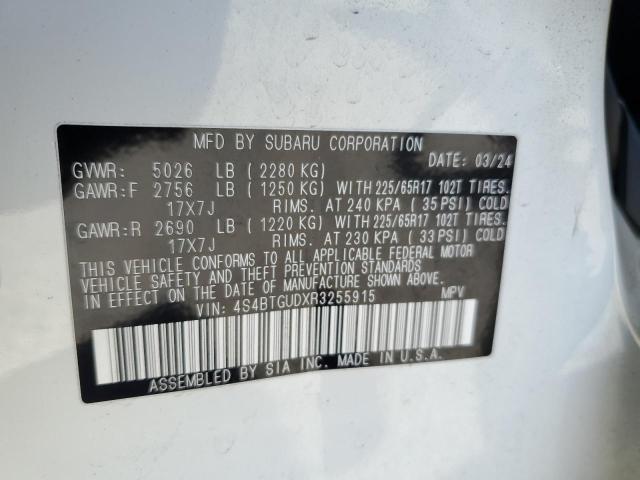 MFD BY SUBARU CORPORATION
GVWR: 5026 LB (2280 KG) DATE: 03/24
GAWR:F 2756 LB (1250 KG) WITH 225/65R17 102T TIRES.
17X7J RIMS. AT 240 KPA (35 PSI) COLD
GAWR:R 2690 LB (1220 KG) WITH 225/65R17 102T TIRES.
17X7J RIMS. AT 230 KPA (33 PSI) COLD
THIS VEHICLE CONFORMS TO ALL APPLICABLE FEDERAL MOTOR
VEHICLE SAFETY AND THEFT PREVENTION STANDARDS IN
EFFECT ON THE DATE OF MANUFACTURE SHOWN ABOVE.
VIN: 4S4BTGUDXR3255915 MPV
ASSEMBLED BY SIA INC. MADE IN U.S.A.